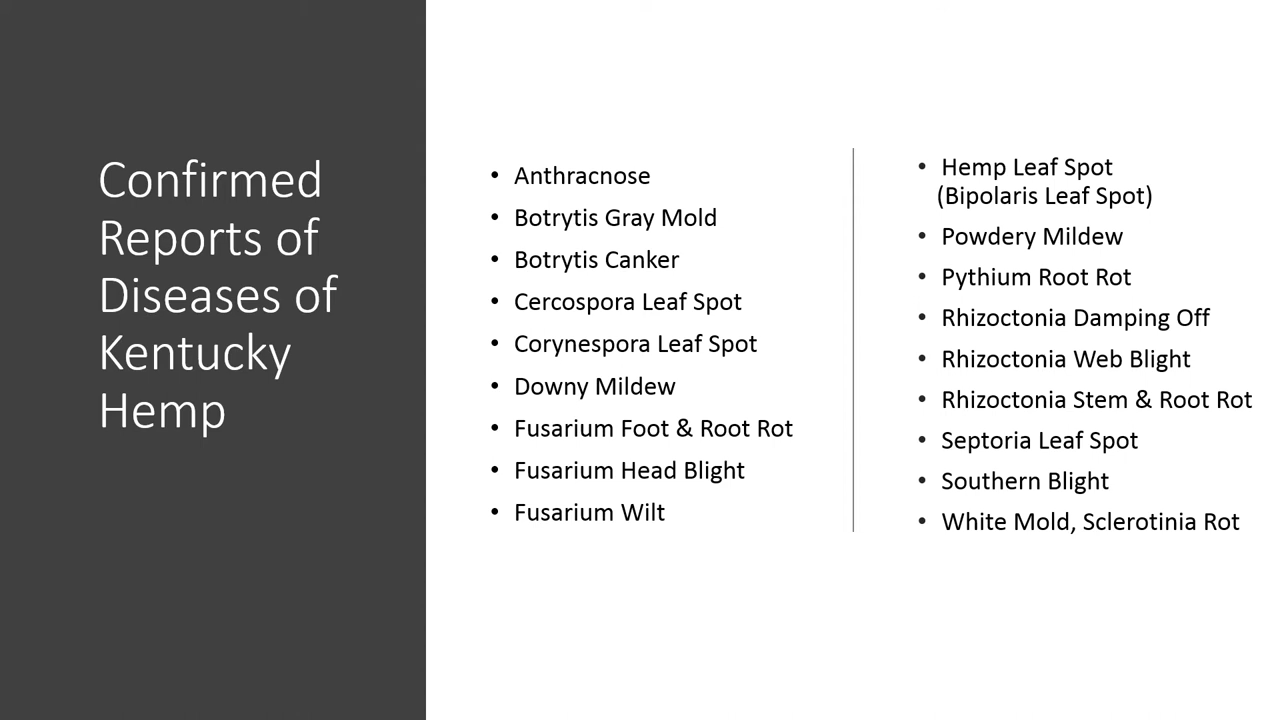 Confirmed
Reports of
Diseases of
Kentucky
Hemp
• Anthracnose
• Botrytis Gray Mold
• Botrytis Canker
• Cercospora Leaf Spot
• Corynespora Leaf Spot
• Downy Mildew
• Fusarium Foot & Root Rot
• Fusarium Head Blight
• Fusarium Wilt
• Hemp Leaf Spot
(Bipolaris Leaf Spot)
• Powdery Mildew
• Pythium Root Rot
• Rhizoctonia Damping Off
• Rhizoctonia Web Blight
• Rhizoctonia Stem & Root Rot
• Septoria Leaf Spot
• Southern Blight
• White Mold, Sclerotinia Rot